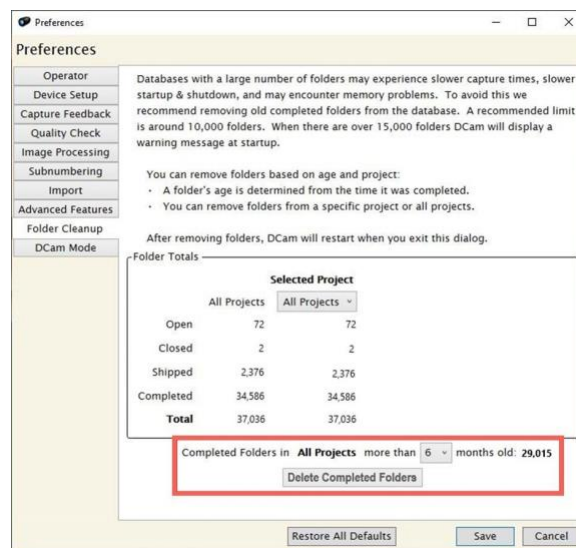 Preferences
Preferences
Operator
Device Setup
Capture Feedback
Quality Check
Image Processing
Subnumbering
Import
Advanced Features
Folder Cleanup
DCam Mode
Databases with a large number of folders may experience slower capture times, slower
startup & shutdown, and may encounter memory problems. To avoid this we
recommend removing old completed folders from the database. A recommended limit
is around 10,000 folders. When there are over 15,000 folders DCam will display a
warning message at startup.
You can remove folders based on age and project:
· A folder's age is determined from the time it was completed.
· You can remove folders from a specific project or all projects.
After removing folders, DCam will restart when you exit this dialog.
Folder Totals
Selected Project
All Projects All Projects
Open 72 72
Closed 2 2
Shipped 2,376 2,376
Completed 34,586 34,586
Total 37,036 37,036
Completed Folders in All Projects more than 6 months old: 29,015
Delete Completed Folders
Restore All Defaults Save Cancel